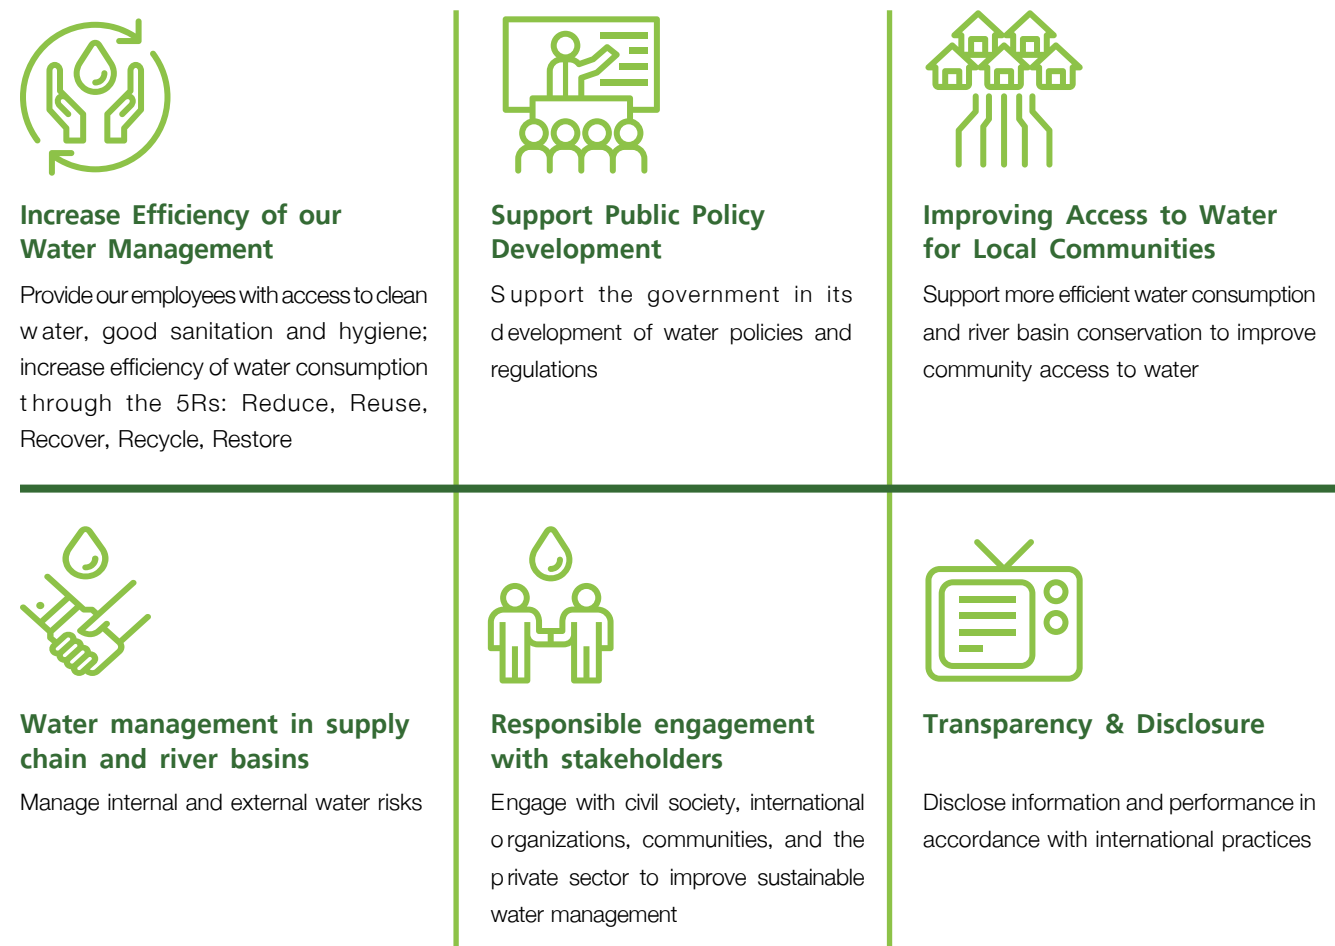 Increase Efficiency of our
Water Management
Provide our employees with access to clean
water, good sanitation and hygiene;
increase efficiency of water consumption
through the 5Rs: Reduce, Reuse,
Recover, Recycle, Restore
Support Public Policy
Development
Support the government in its
development of water policies and
regulations
Improving Access to Water
for Local Communities
Support more efficient water consumption
and river basin conservation to improve
community access to water
Water management in supply
chain and river basins
Manage internal and external water risks
Responsible engagement
with stakeholders
Engage with civil society, international
organizations, communities, and the
private sector to improve sustainable
water management
Transparency & Disclosure
Disclose information and performance in
accordance with international practices